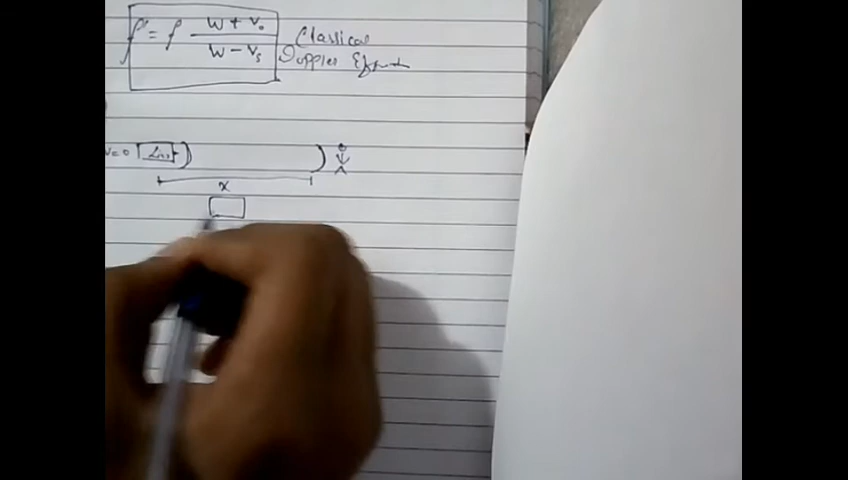 f' = f (w + v₀) / (w − vₛ) Classical
Doppler Effect
v = 0
x